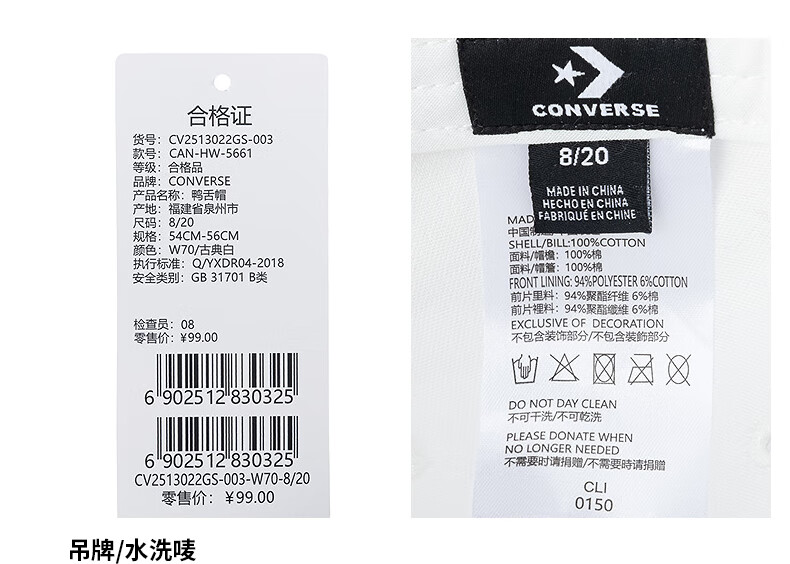 合格证
货号：CV2513022GS-003
款号：CAN-HW-5661
等级：合格品
品牌：CONVERSE
产品名称：鸭舌帽
产地：福建省泉州市
尺码：8/20
规格：54CM-56CM
颜色：W70/古典白
执行标准：Q/YXDR04-2018
安全类别：GB 31701 B类
检查员：08
零售价：¥99.00
6 902512 830325
6 902512 830325
CV2513022GS-003-W70-8/20
零售价：¥99.00
CONVERSE
8/20
MADE IN CHINA
HECHO EN CHINA
FABRIQUÉ EN CHINE
MAD
中国制造
SHELL/BILL:100%COTTON
面料/帽檐：100%棉
面料/帽簷：100%棉
FRONT LINING: 94%POLYESTER 6%COTTON
前片里料：94%聚酯纤维 6%棉
前片裡料：94%聚酯纖維 6%棉
EXCLUSIVE OF DECORATION
不包含装饰部分/不包含裝飾部分
DO NOT DAY CLEAN
不可干洗/不可乾洗
PLEASE DONATE WHEN
NO LONGER NEEDED
不需要时请捐赠/不需要時請捐贈
CLI
0150
吊牌/水洗唛